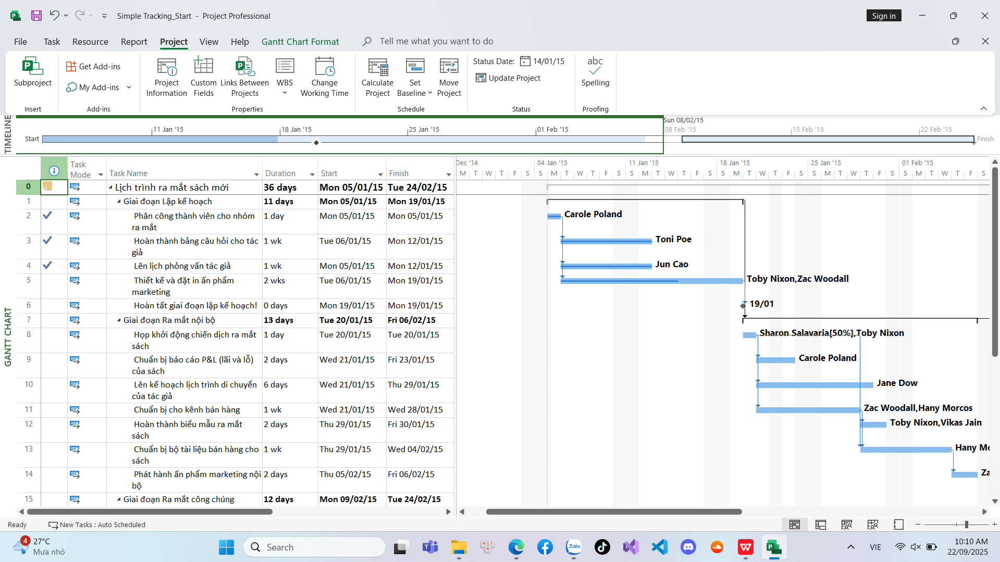 Simple Tracking_Start - Project Professional
Sign in
File Task Resource Report Project View Help Gantt Chart Format Tell me what you want to do
Subproject
Get Add-ins
My Add-ins
Project Information
Custom Fields
Links Between Projects
WBS
Change Working Time
Calculate Project
Set Baseline
Move Project
Status Date: 14/01/15
Update Project
abc
Spelling
Insert Add-ins Properties Schedule Status Proofing
TIMELINE
Sun 08/02/15
11 Jan '15 18 Jan '15 25 Jan '15 01 Feb '15 08 Feb '15 15 Feb '15 22 Feb '15
Start
Finish
GANTT CHART
Task Mode Task Name Duration Start Finish
Dec '14 04 Jan '15 11 Jan '15 18 Jan '15 25 Jan '15 01 Feb '15
M T W T F S S M T W T F S S M T W T F S S M T W T F S S M T W T F S S M T W T F S
0 Lịch trình ra mắt sách mới 36 days Mon 05/01/15 Tue 24/02/15
1 Giai đoạn Lập kế hoạch 11 days Mon 05/01/15 Mon 19/01/15
2 Phân công thành viên cho nhóm 1 day Mon 05/01/15 Mon 05/01/15 Carole Poland
ra mắt
3 Hoàn thành bảng câu hỏi cho tác 1 wk Tue 06/01/15 Mon 12/01/15 Toni Poe
giả
4 Lên lịch phỏng vấn tác giả 1 wk Mon 05/01/15 Mon 12/01/15 Jun Cao
5 Thiết kế và đặt in ấn phẩm 2 wks Tue 06/01/15 Mon 19/01/15 Toby Nixon,Zac Woodall
marketing
6 Hoàn tất giai đoạn lập kế hoạch! 0 days Mon 19/01/15 Mon 19/01/15 19/01
7 Giai đoạn Ra mắt nội bộ 13 days Tue 20/01/15 Fri 06/02/15
8 Họp khởi động chiến dịch ra mắt 1 day Tue 20/01/15 Tue 20/01/15 Sharon Salavaria[50%],Toby Nixon
sách
9 Chuẩn bị báo cáo P&L (lãi và lỗ) 2 days Wed 21/01/15 Fri 23/01/15 Carole Poland
của sách
10 Lên kế hoạch lịch trình di chuyển 6 days Wed 21/01/15 Thu 29/01/15 Jane Dow
của tác giả
11 Chuẩn bị cho kênh bán hàng 1 wk Wed 21/01/15 Wed 28/01/15 Zac Woodall,Hany Morcos
12 Hoàn thành biểu mẫu ra mắt 2 days Thu 29/01/15 Fri 30/01/15 Toby Nixon,Vikas Jain
sách
13 Chuẩn bị bộ tài liệu bán hàng cho 1 wk Thu 29/01/15 Wed 04/02/15 Hany Mo
sách
14 Phát hành ấn phẩm marketing nội 2 days Thu 05/02/15 Fri 06/02/15 Za
bộ
15 Giai đoạn Ra mắt công chúng 12 days Mon 09/02/15 Tue 24/02/15
Ready New Tasks : Auto Scheduled
4
27°C
Mưa nhỏ
Search
Zalo
VIE
10:10 AM
22/09/2025